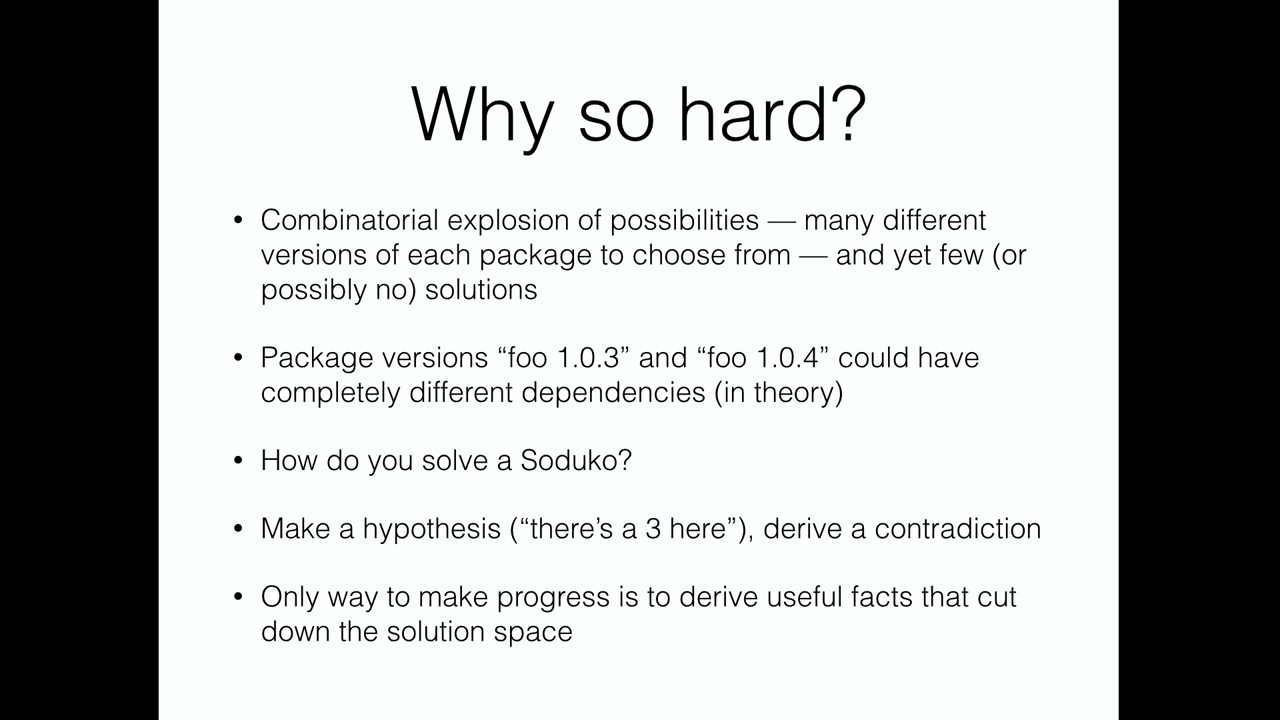 Why so hard?
• Combinatorial explosion of possibilities — many different
versions of each package to choose from — and yet few (or
possibly no) solutions
• Package versions “foo 1.0.3” and “foo 1.0.4” could have
completely different dependencies (in theory)
• How do you solve a Soduko?
• Make a hypothesis (“there’s a 3 here”), derive a contradiction
• Only way to make progress is to derive useful facts that cut
down the solution space